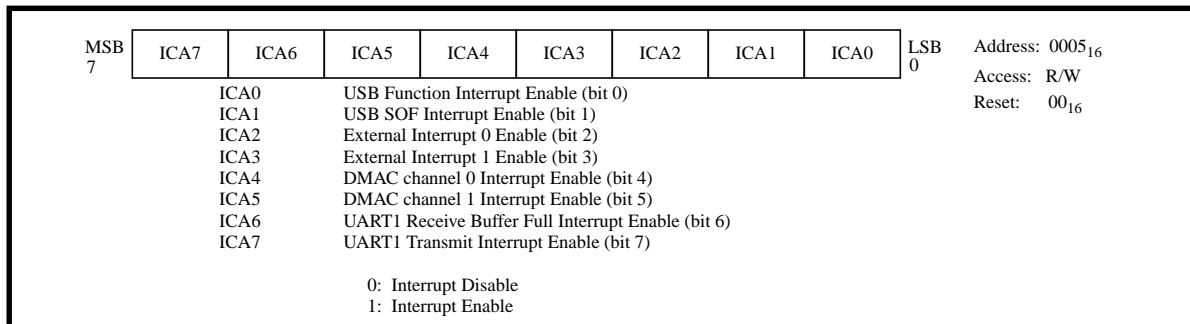 MSB ICA7 ICA6 ICA5 ICA4 ICA3 ICA2 ICA1 ICA0 LSB Address: 0005₁₆
7 0
Access: R/W
Reset: 00₁₆
ICA0 USB Function Interrupt Enable (bit 0)
ICA1 USB SOF Interrupt Enable (bit 1)
ICA2 External Interrupt 0 Enable (bit 2)
ICA3 External Interrupt 1 Enable (bit 3)
ICA4 DMAC channel 0 Interrupt Enable (bit 4)
ICA5 DMAC channel 1 Interrupt Enable (bit 5)
ICA6 UART1 Receive Buffer Full Interrupt Enable (bit 6)
ICA7 UART1 Transmit Interrupt Enable (bit 7)
0: Interrupt Disable
1: Interrupt Enable